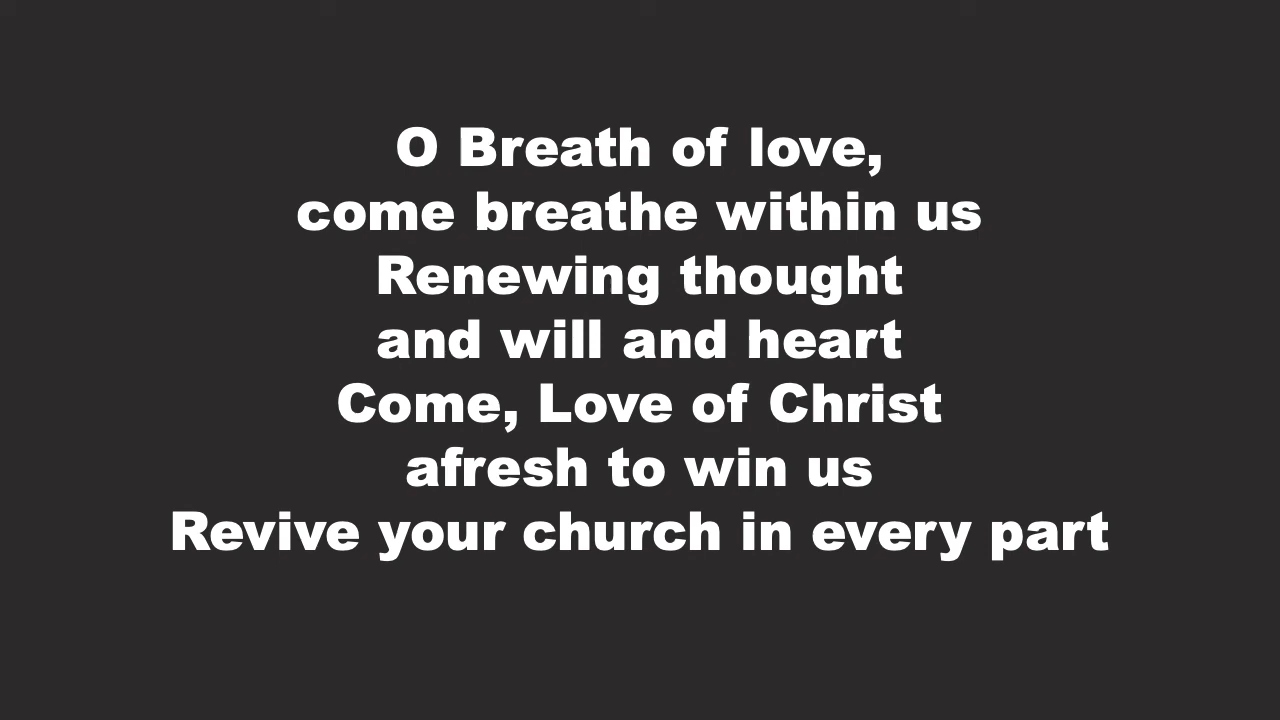 O Breath of love,
come breathe within us
Renewing thought
and will and heart
Come, Love of Christ
afresh to win us
Revive your church in every part